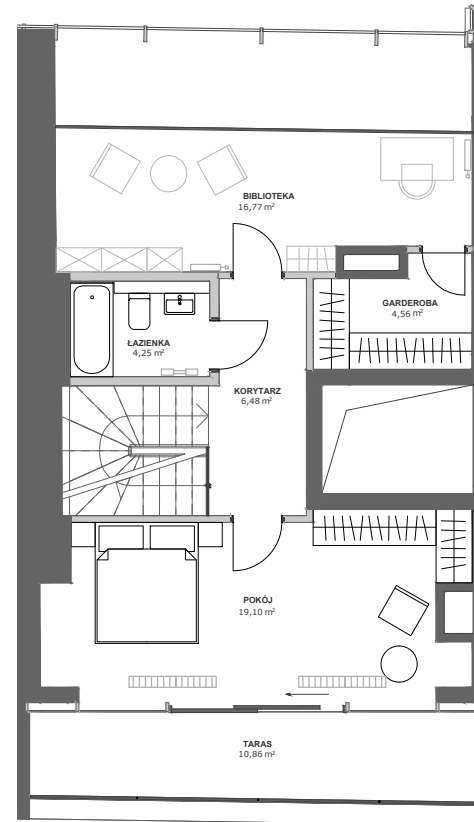 BIBLIOTEKA
16,77 m²
GARDEROBA
4,56 m²
ŁAZIENKA
4,25 m²
KORYTARZ
6,48 m²
POKÓJ
19,10 m²
TARAS
10,86 m²